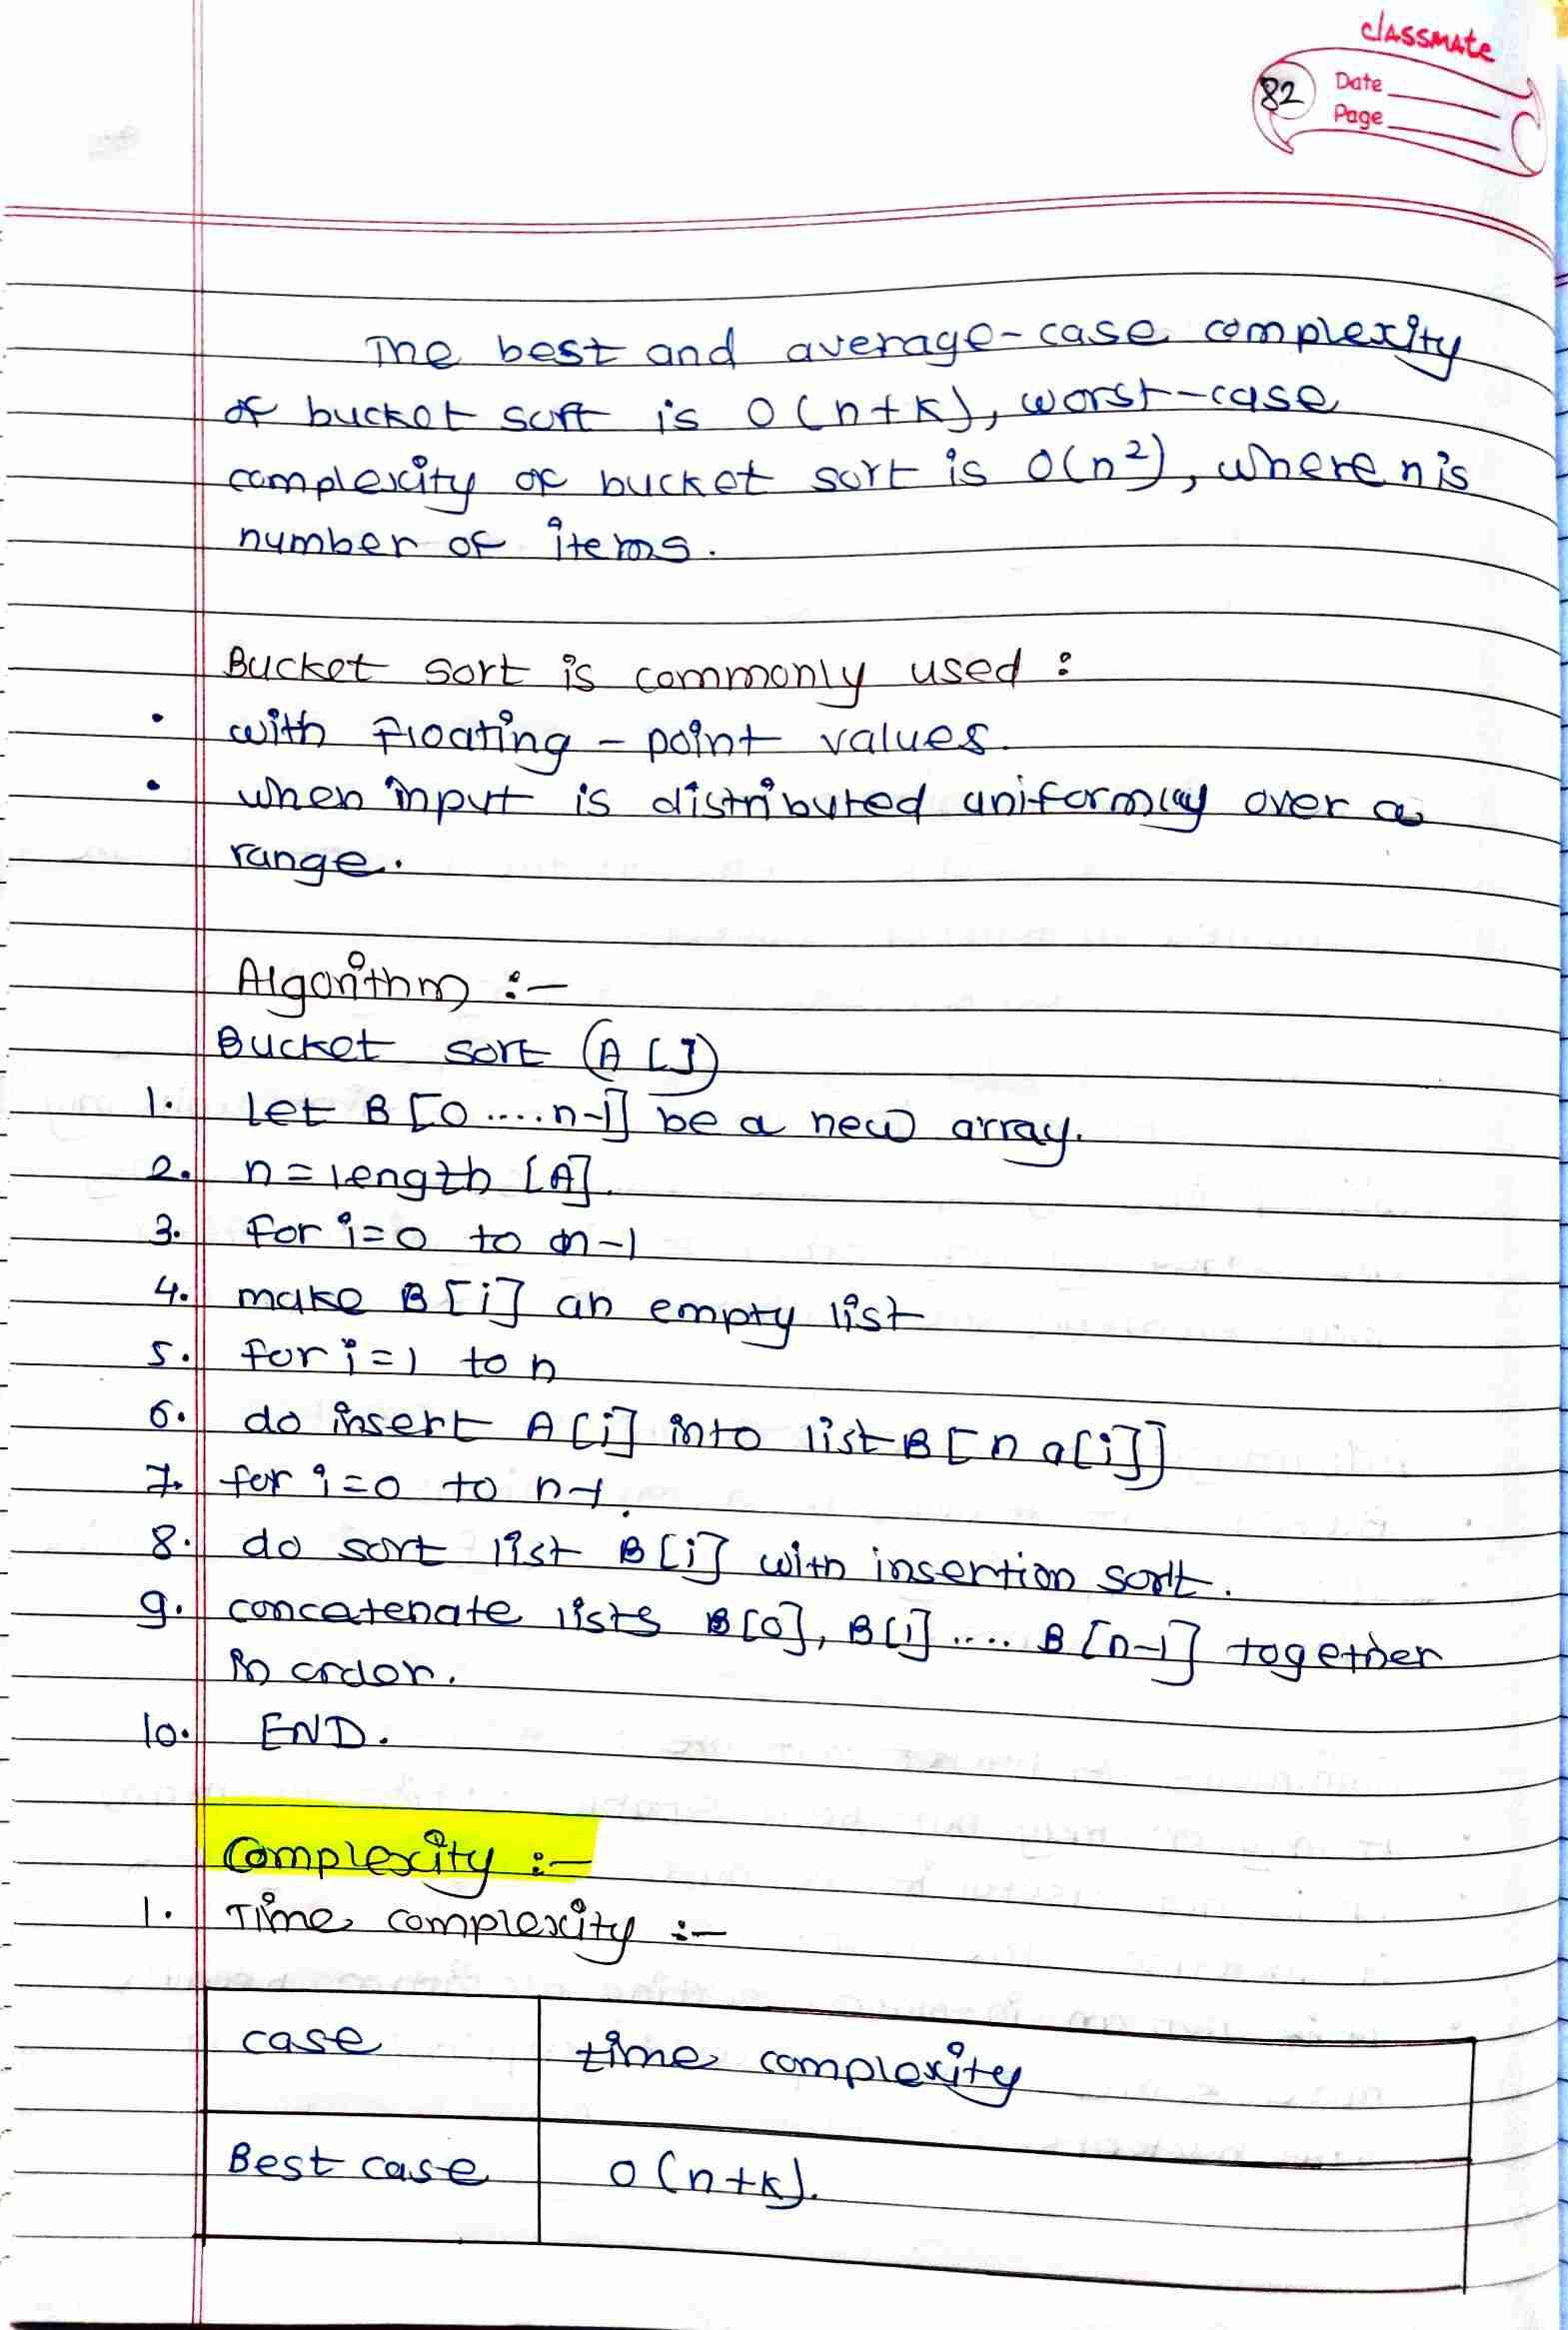 classmate
82
Date
Page
The best and average-case complexity
of bucket sort is O(n+k), worst-case
complexity of bucket sort is O(n²), where n is
number of items.
Bucket sort is commonly used :
• with floating-point values.
• when input is distributed uniformly over a
range.
Algorithm :-
Bucket sort (A[])
1. Let B[0....n-1] be a new array.
2. n=length [A].
3. for i=0 to n-1
4. make B[i] an empty list
5. for i=1 to n
6. do insert A[i] into list B[n a[i]]
7. for i=0 to n-1.
8. do sort list B[i] with insertion sort.
9. concatenate lists B[0], B[1].... B[n-1] together
in order.
10. END.
Complexity :-
1. Time complexity :-
case time complexity
Best case O(n+k).